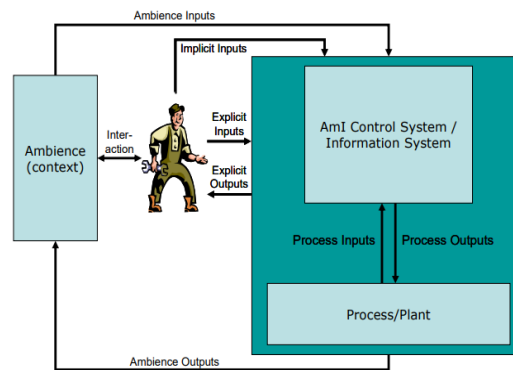 Ambience Inputs
Implicit Inputs
Ambience
(context)
Inter-
action
Explicit
Inputs
Explicit
Outputs
AmI Control System /
Information System
Process Inputs
Process Outputs
Process/Plant
Ambience Outputs